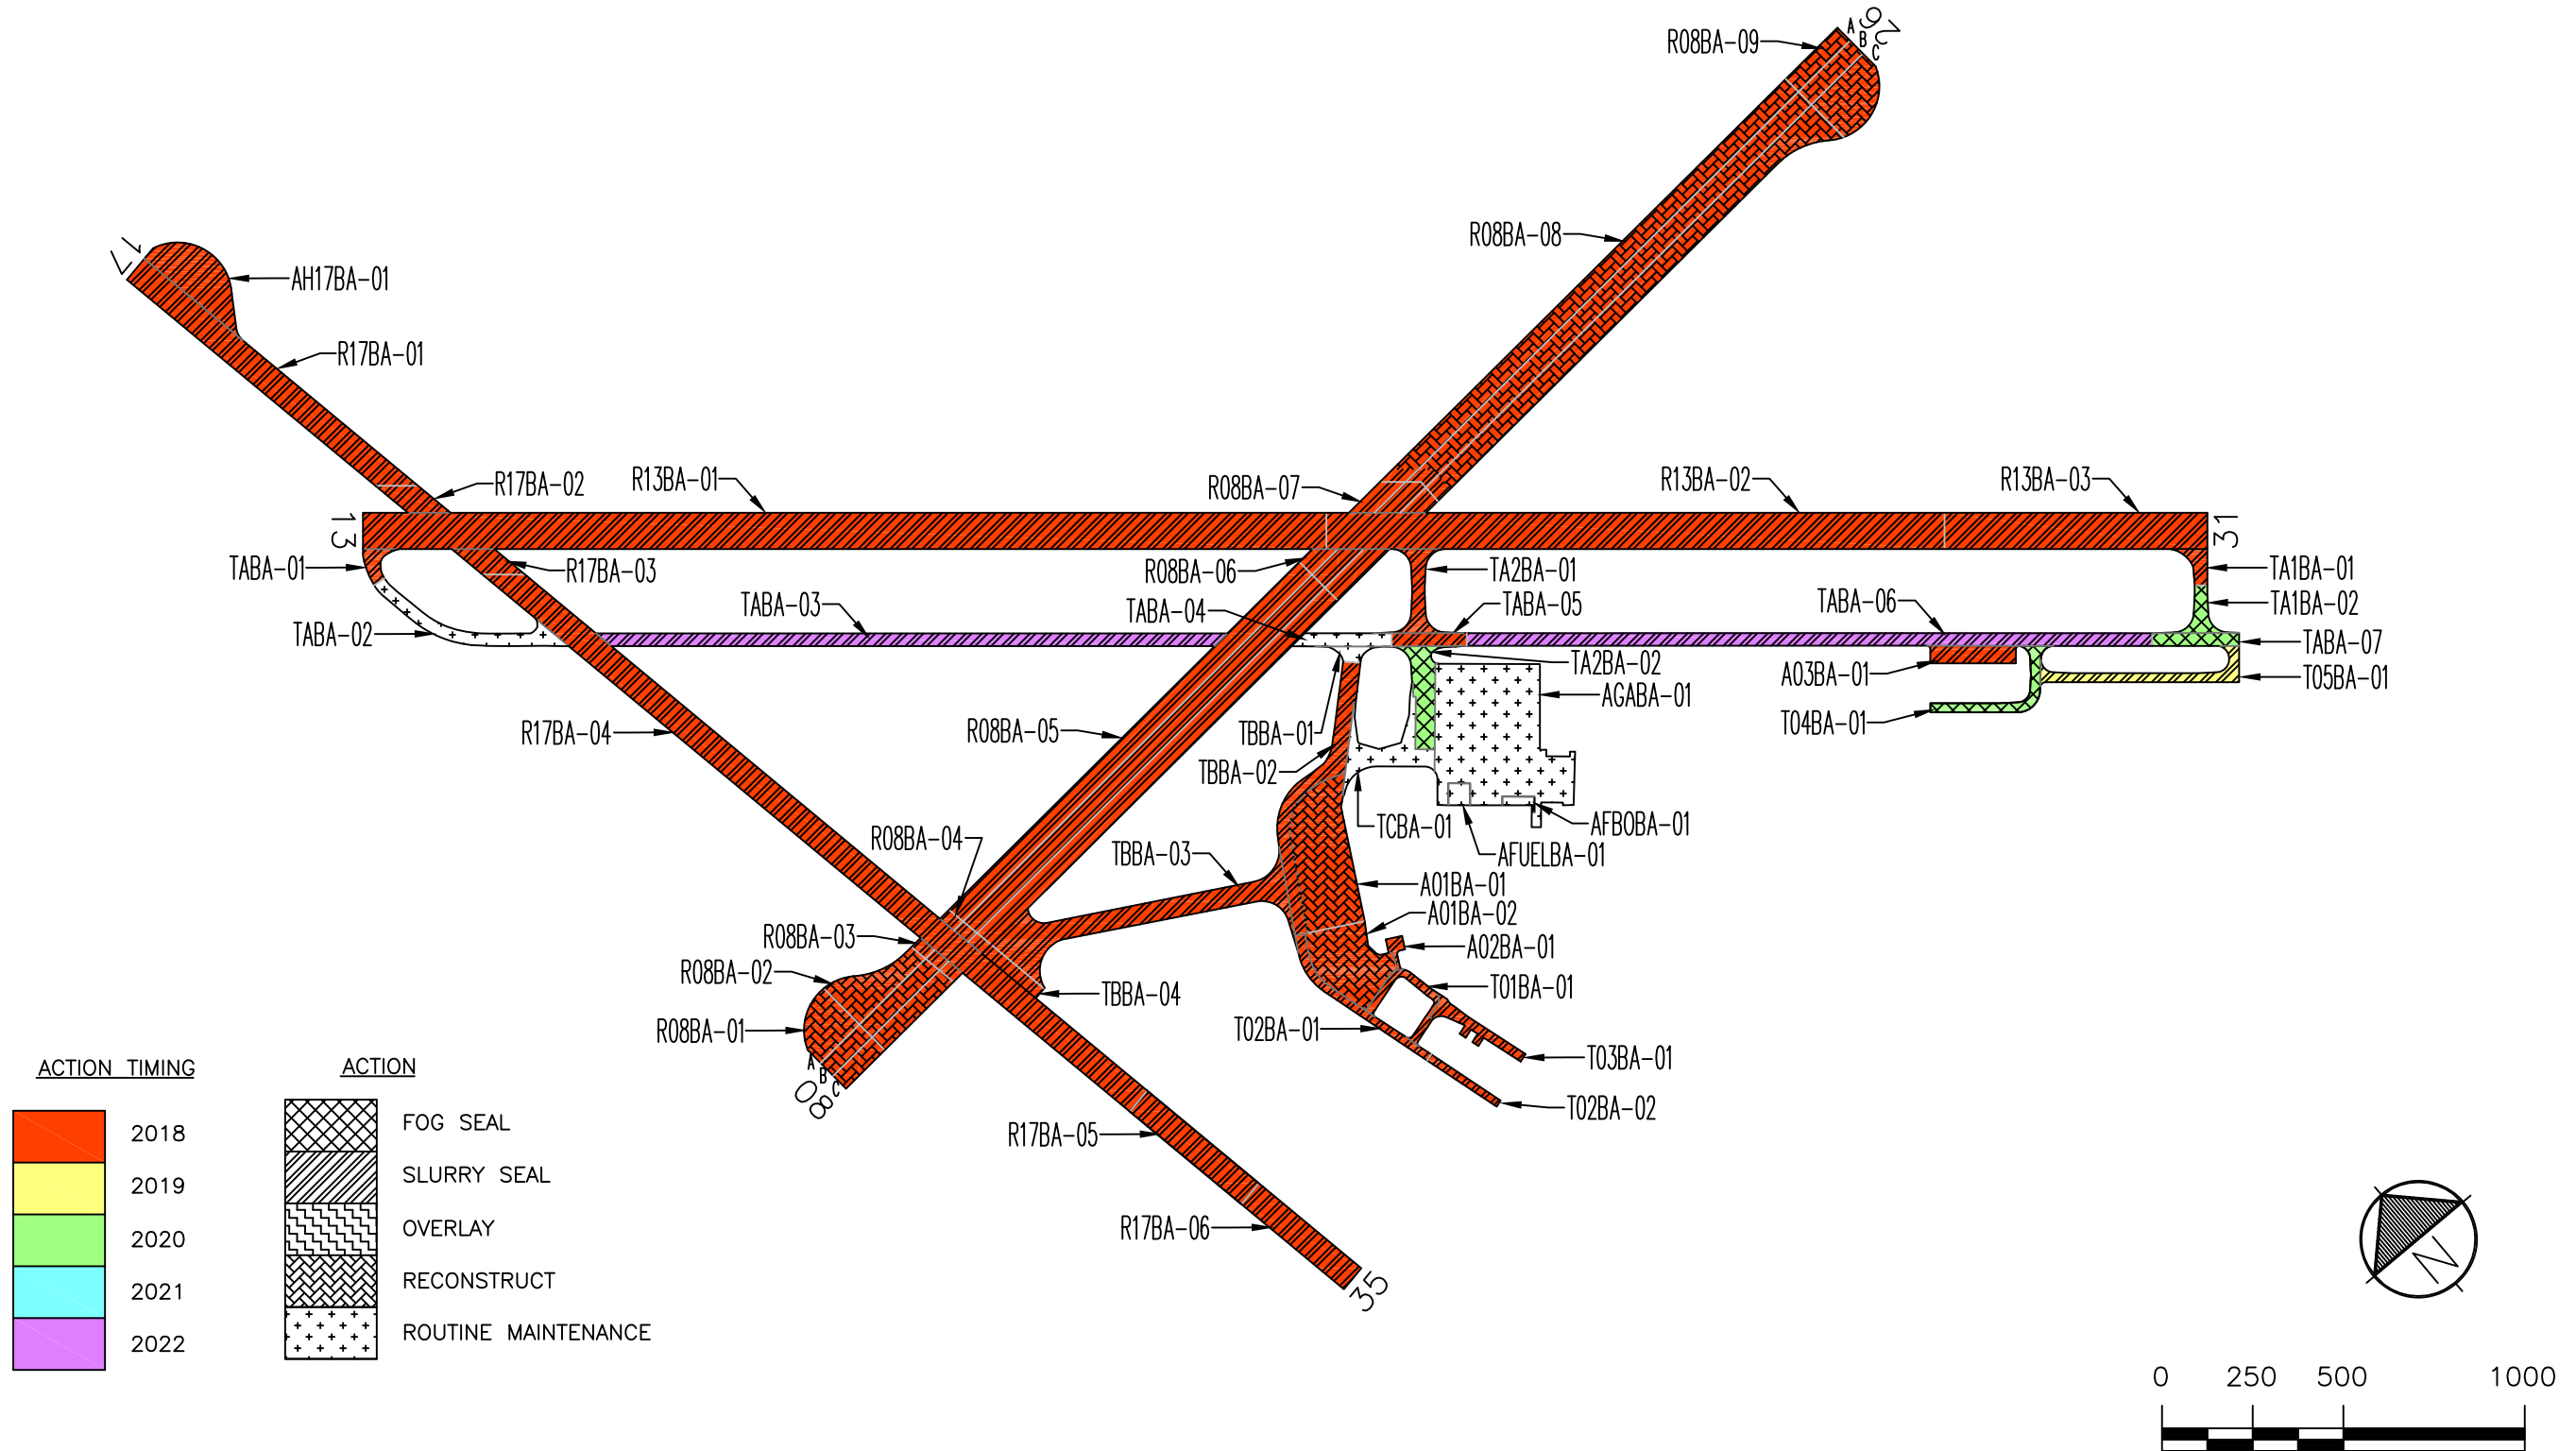 R08BA-09
A
B
C
26
R08BA-08
17
AH17BA-01
R17BA-01
R17BA-02
R13BA-01
R08BA-07
R13BA-02
R13BA-03
13
31
TABA-01
R17BA-03
R08BA-06
TA2BA-01
TA1BA-01
TABA-03
TABA-04
TABA-05
TABA-06
TA1BA-02
TABA-02
TABA-07
TA2BA-02
A03BA-01
T05BA-01
AGABA-01
R17BA-04
R08BA-05
TBBA-01
T04BA-01
TBBA-02
R08BA-04
TCBA-01
AFBOBA-01
TBBA-03
AFUELBA-01
A01BA-01
A01BA-02
R08BA-03
A02BA-01
R08BA-02
TBBA-04
T01BA-01
R08BA-01
T02BA-01
A
B
C
08
T03BA-01
T02BA-02
R17BA-05
R17BA-06
35
ACTION TIMING
2018
2019
2020
2021
2022
ACTION
FOG SEAL
SLURRY SEAL
OVERLAY
RECONSTRUCT
ROUTINE MAINTENANCE
N
0 250 500 1000